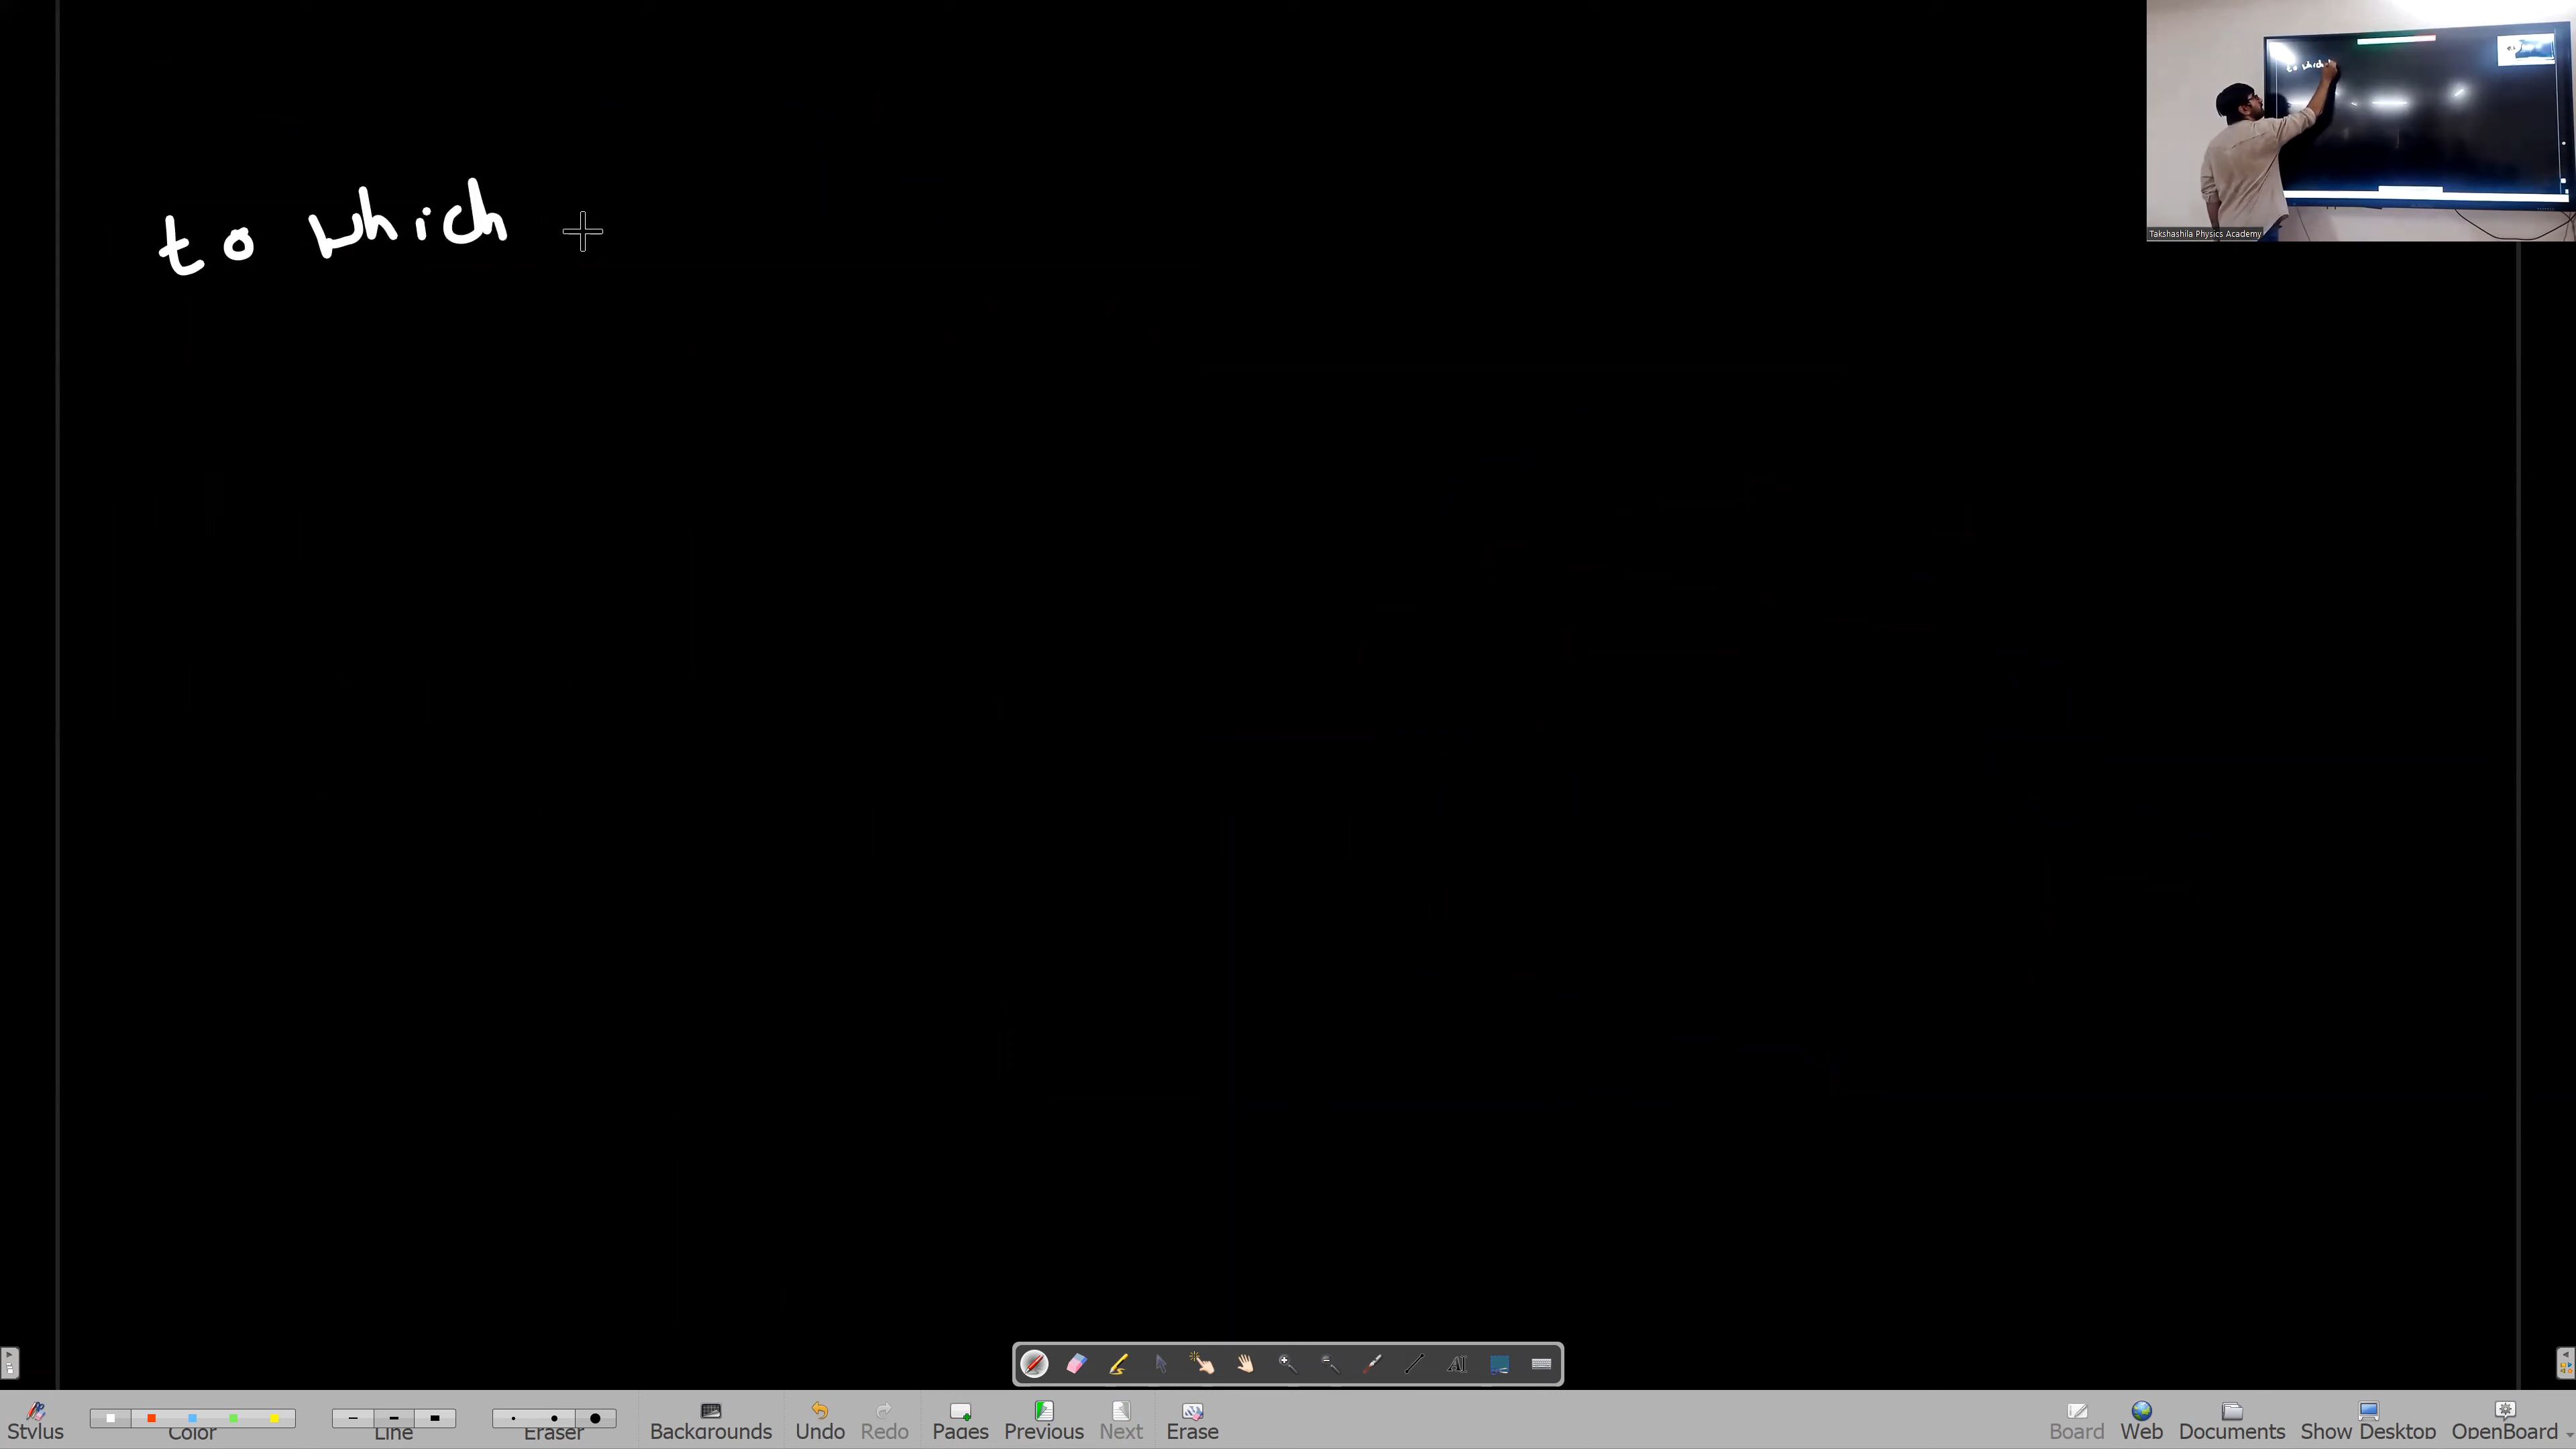 to which
Takshashila Physics Academy
Stylus
Color
Line
Eraser
Backgrounds
Undo
Redo
Pages
Previous
Next
Erase
Board
Web
Documents
Show Desktop
OpenBoard